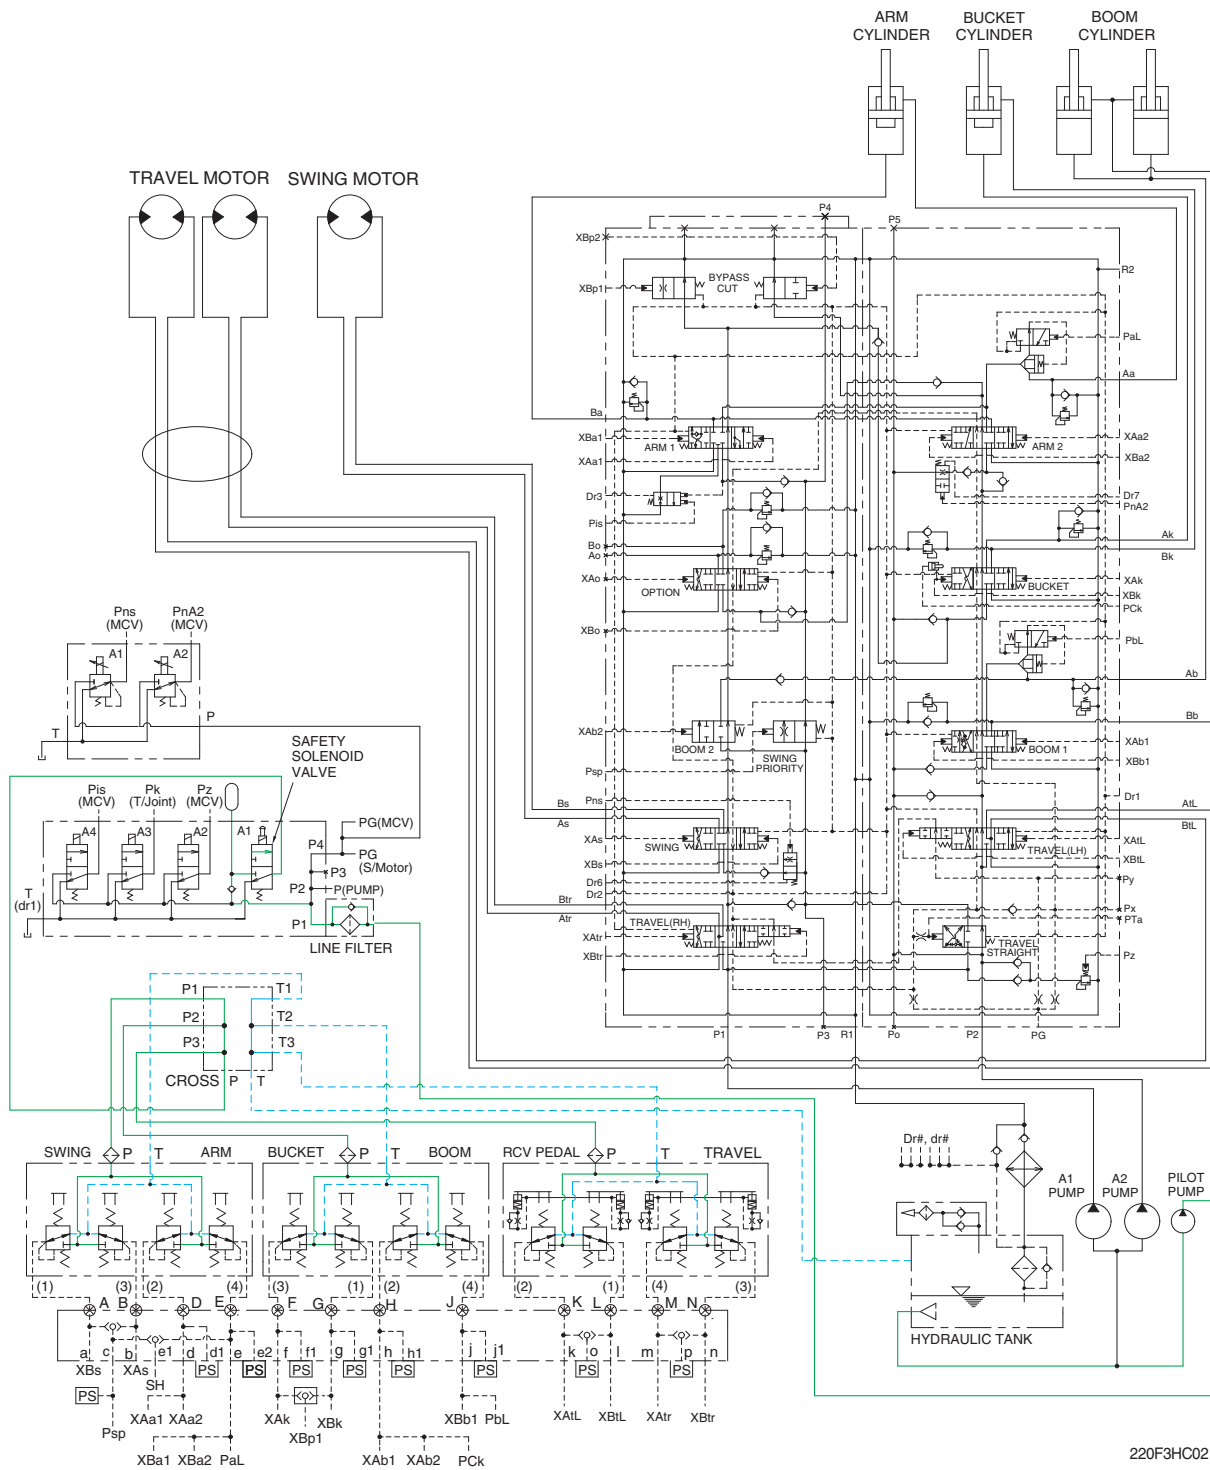 ARM CYLINDER
BUCKET CYLINDER
BOOM CYLINDER
TRAVEL MOTOR
SWING MOTOR
P4
P5
XBp2
R2
BYPASS CUT
XBp1
PaL
Aa
Ba
XBa1
ARM 1
XAa1
XAa2
ARM 2
XBa2
Dr3
Dr7
PnA2
Pis
Ak
Bo
Ao
Bk
XAo
OPTION
XAk
BUCKET
XBk
PCk
XBo
PbL
Ab
Bb
XAb2
BOOM 2
SWING PRIORITY
BOOM 1
XAb1
XBb1
Psp
Pns
Dr1
Bs
As
AtL
BtL
XAs
SWING
XAtL
TRAVEL(LH)
XBs
XBtL
Dr6
Dr2
Py
Btr
Atr
Px
PTa
TRAVEL(RH)
XAtr
XBtr
TRAVEL STRAIGHT
Pz
P1
P3
R1
Po
P2
PG
Pns (MCV)
PnA2 (MCV)
A1
A2
P
T
SAFETY SOLENOID VALVE
Pis (MCV)
Pk (T/Joint)
Pz (MCV)
A4
A3
A2
A1
P4
PG(MCV)
PG (S/Motor)
P3
P2
P(PUMP)
P1
LINE FILTER
T (dr1)
P1
T1
P2
T2
P3
T3
CROSS
P
T
SWING
P
T
ARM
BUCKET
P
T
BOOM
RCV PEDAL
P
T
TRAVEL
(1)
(3)
(2)
(4)
(3)
(1)
(2)
(4)
(2)
(1)
(4)
(3)
A
B
D
E
F
G
H
J
K
L
M
N
a
c
b
e1
d
d1
e
e2
f
f1
g
g1
h
h1
j
j1
k
o
l
m
p
n
XBs
XAs
SH
PS
PS
PS
PS
PS
PS
PS
PS
PS
Psp
XAa1
XAa2
XBa1
XBa2
PaL
XAk
XBp1
XBk
XAb1
XAb2
PCk
XBb1
PbL
XAtL
XBtL
XAtr
XBtr
Dr#, dr#
A1 PUMP
A2 PUMP
PILOT PUMP
HYDRAULIC TANK
220F3HC02